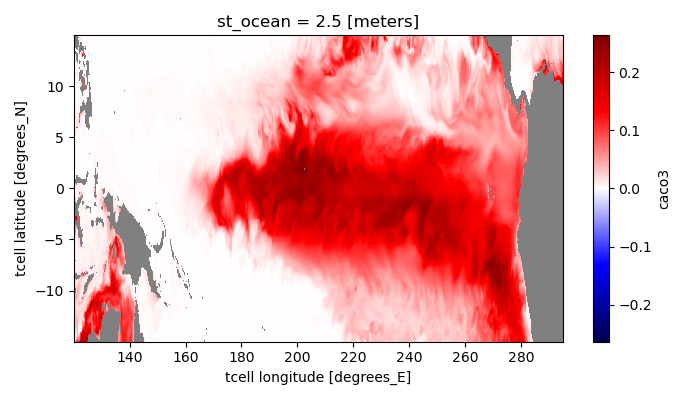 st_ocean = 2.5 [meters]
10
5
0
−5
−10
tcell latitude [degrees_N]
140 160 180 200 220 240 260 280
tcell longitude [degrees_E]
0.2
0.1
0.0
−0.1
−0.2
caco3